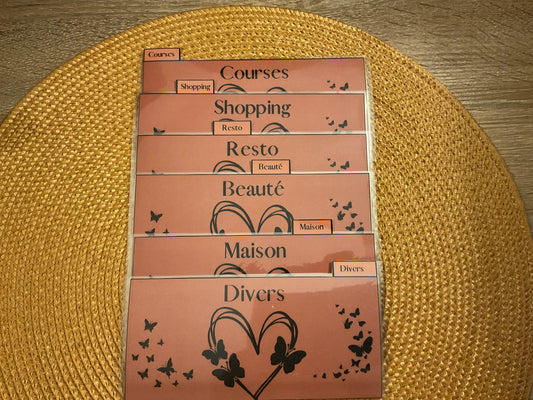 Courses
Courses
Shopping
Shopping
Resto
Resto
Beauté
Beauté
Maison
Maison
Divers
Divers